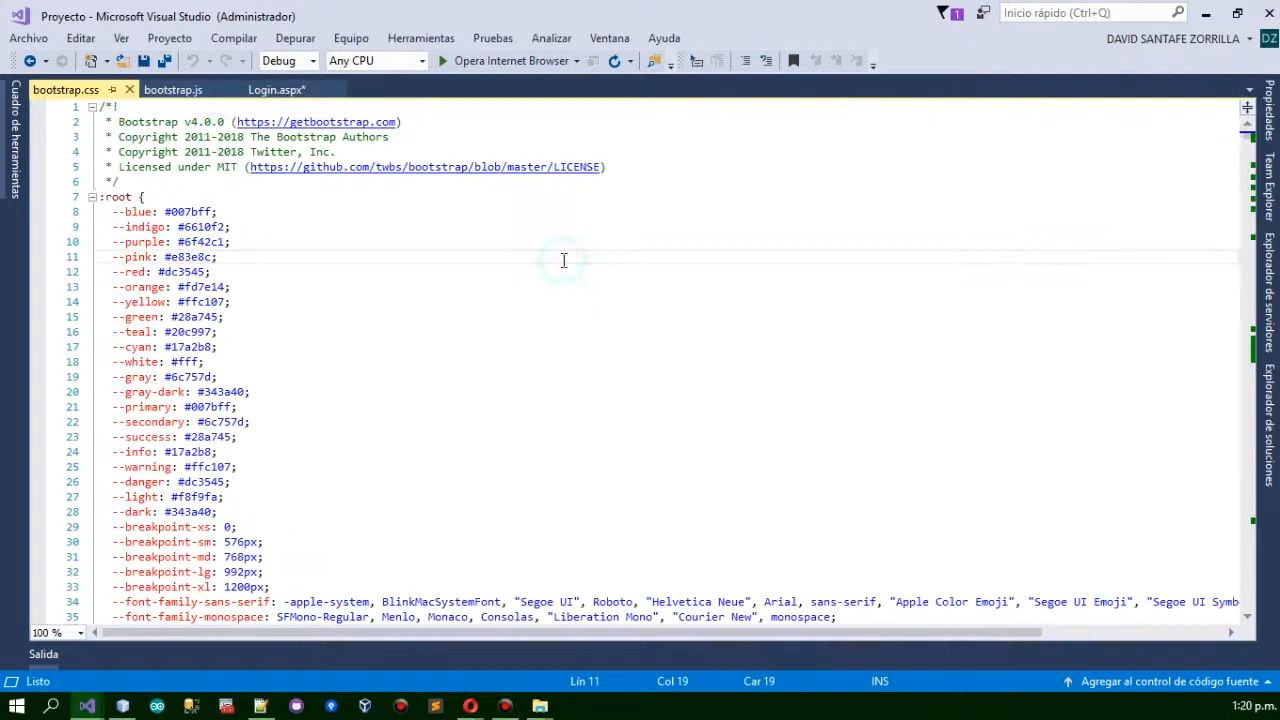 Proyecto - Microsoft Visual Studio (Administrador)
1
Inicio rápido (Ctrl+Q)
Archivo Editar Ver Proyecto Compilar Depurar Equipo Herramientas Pruebas Analizar Ventana Ayuda
DAVID SANTAFE ZORRILLA
DZ
Debug
Any CPU
Opera Internet Browser
bootstrap.css
bootstrap.js
Login.aspx*
Cuadro de herramientas
1 /*!
2 * Bootstrap v4.0.0 (https://getbootstrap.com)
3 * Copyright 2011-2018 The Bootstrap Authors
4 * Copyright 2011-2018 Twitter, Inc.
5 * Licensed under MIT (https://github.com/twbs/bootstrap/blob/master/LICENSE)
6 */
7 :root {
8 --blue: #007bff;
9 --indigo: #6610f2;
10 --purple: #6f42c1;
11 --pink: #e83e8c;
12 --red: #dc3545;
13 --orange: #fd7e14;
14 --yellow: #ffc107;
15 --green: #28a745;
16 --teal: #20c997;
17 --cyan: #17a2b8;
18 --white: #fff;
19 --gray: #6c757d;
20 --gray-dark: #343a40;
21 --primary: #007bff;
22 --secondary: #6c757d;
23 --success: #28a745;
24 --info: #17a2b8;
25 --warning: #ffc107;
26 --danger: #dc3545;
27 --light: #f8f9fa;
28 --dark: #343a40;
29 --breakpoint-xs: 0;
30 --breakpoint-sm: 576px;
31 --breakpoint-md: 768px;
32 --breakpoint-lg: 992px;
33 --breakpoint-xl: 1200px;
34 --font-family-sans-serif: -apple-system, BlinkMacSystemFont, "Segoe UI", Roboto, "Helvetica Neue", Arial, sans-serif, "Apple Color Emoji", "Segoe UI Emoji", "Segoe UI Symb
35 --font-family-monospace: SFMono-Regular, Menlo, Monaco, Consolas, "Liberation Mono", "Courier New", monospace;
Propiedades
Team Explorer
Explorador de servidores
Explorador de soluciones
100 %
Salida
Listo
Lín 11
Col 19
Car 19
INS
Agregar al control de código fuente
1:20 p.m.